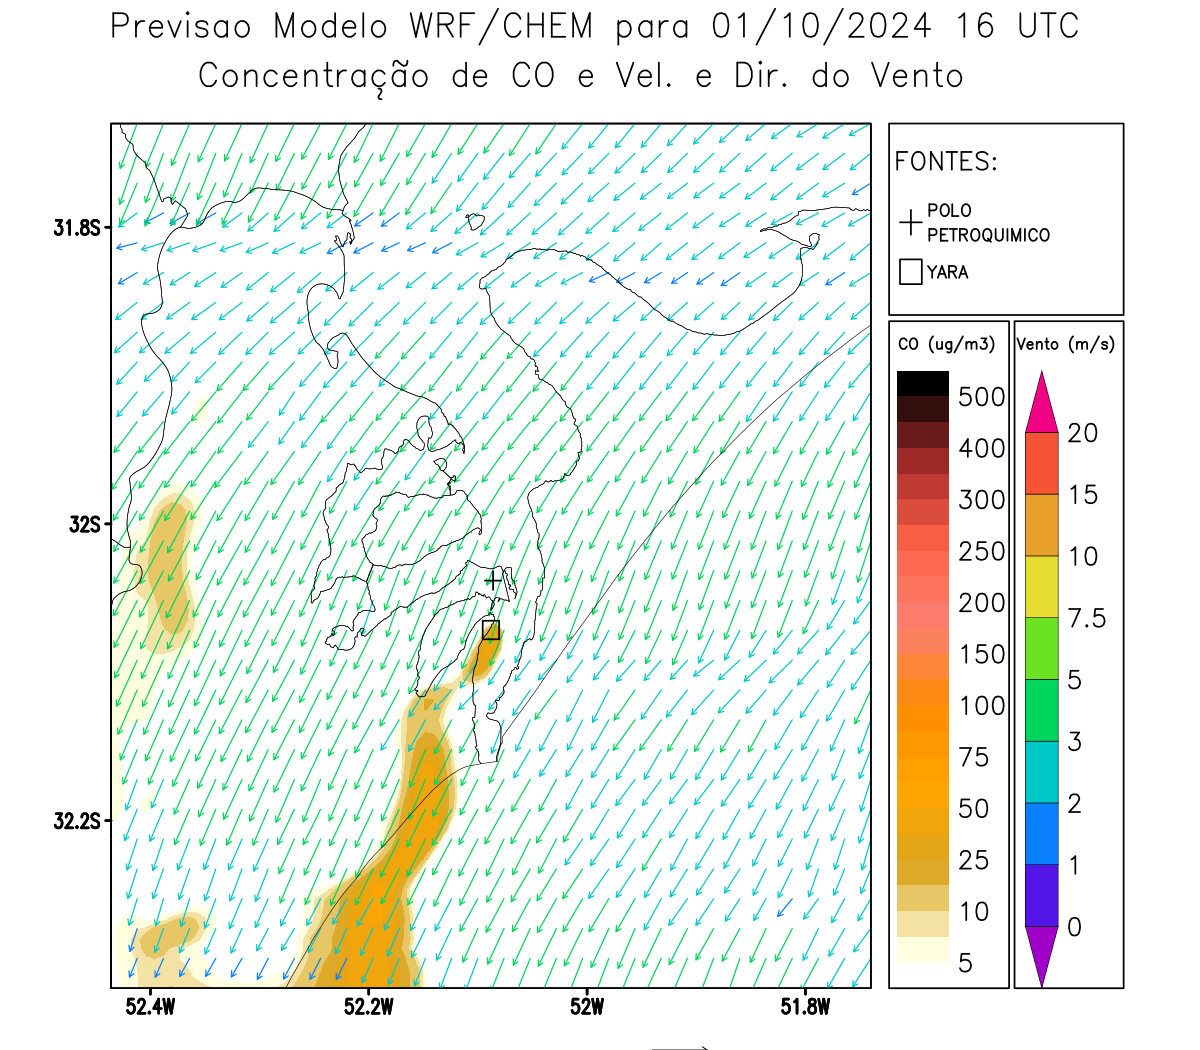 Previsao Modelo WRF/CHEM para 01/10/2024 16 UTC
Concentração de CO e Vel. e Dir. do Vento
FONTES:
POLO
PETROQUIMICO
YARA
31.8S
32S
32.2S
52.4W
52.2W
52W
51.8W
CO (ug/m3)
500
400
300
250
200
150
100
75
50
25
10
5
Vento (m/s)
20
15
10
7.5
5
3
2
1
0